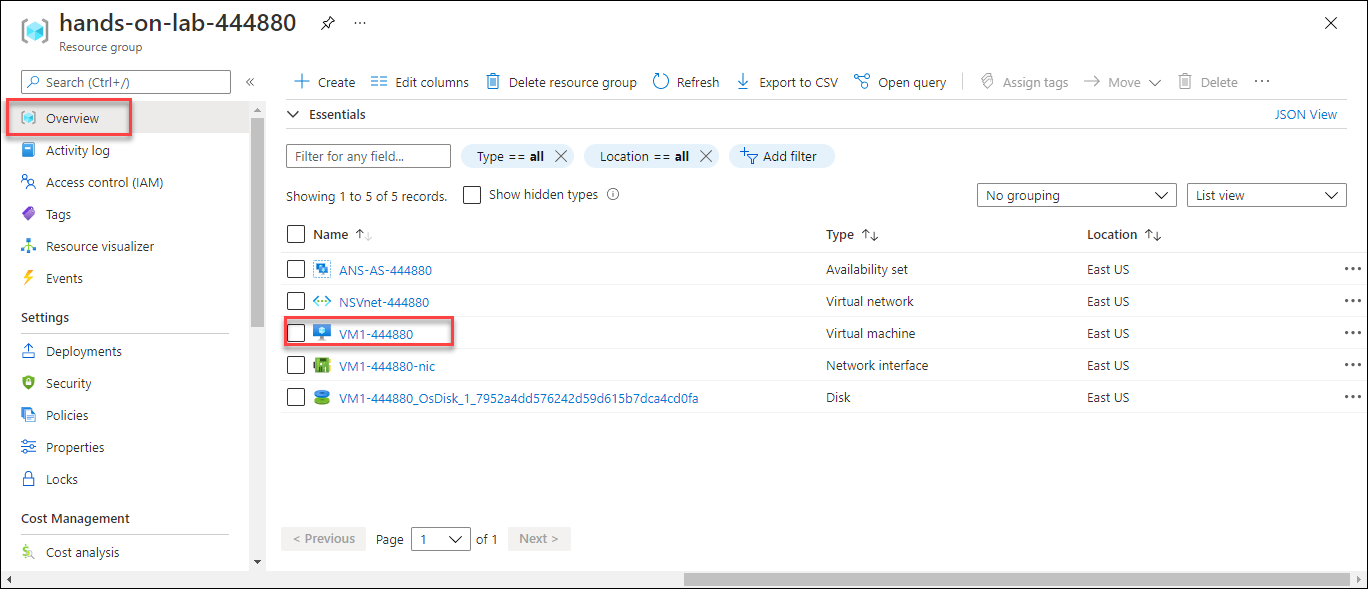 hands-on-lab-444880
Resource group
Search (Ctrl+/)
Overview
Activity log
Access control (IAM)
Tags
Resource visualizer
Events
Settings
Deployments
Security
Policies
Properties
Locks
Cost Management
Cost analysis
Create Edit columns Delete resource group Refresh Export to CSV Open query Assign tags Move Delete
Essentials JSON View
Filter for any field... Type == all Location == all Add filter
Showing 1 to 5 of 5 records. Show hidden types No grouping List view
Name Type Location
ANS-AS-444880 Availability set East US
NSVnet-444880 Virtual network East US
VM1-444880 Virtual machine East US
VM1-444880-nic Network interface East US
VM1-444880_OsDisk_1_7952a4dd576242d59d615b7dca4cd0fa Disk East US
< Previous Page 1 of 1 Next >